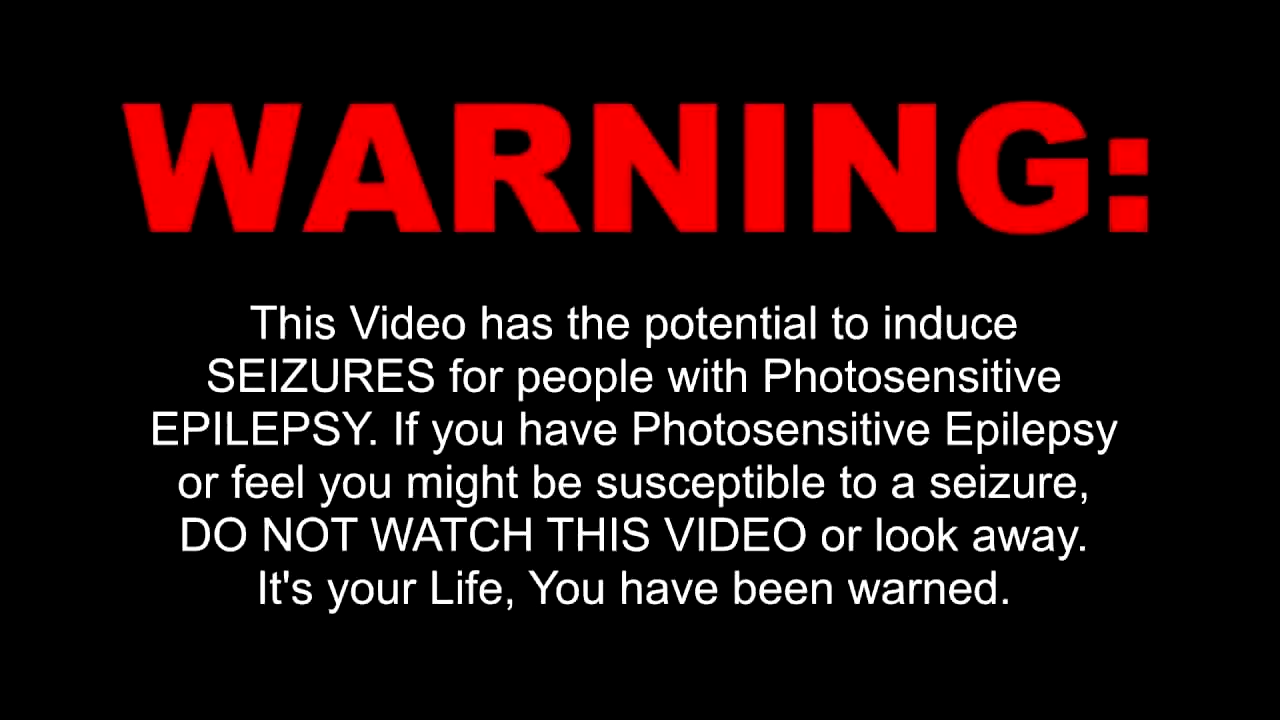 WARNING:
This Video has the potential to induce
SEIZURES for people with Photosensitive
EPILEPSY. If you have Photosensitive Epilepsy
or feel you might be susceptible to a seizure,
DO NOT WATCH THIS VIDEO or look away.
It's your Life, You have been warned.